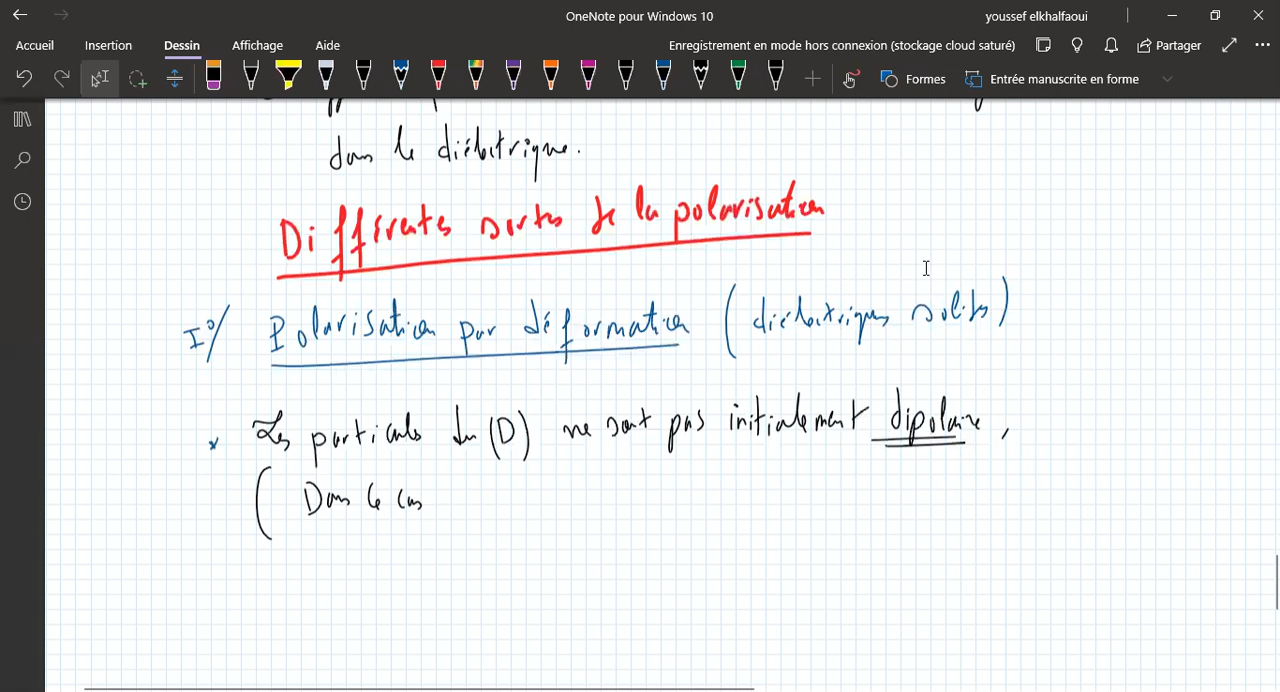 OneNote pour Windows 10
youssef elkhalfaoui
Accueil Insertion Dessin Affichage Aide
Enregistrement en mode hors connexion (stockage cloud saturé) Partager
Formes Entrée manuscrite en forme
dans le diélectrique.
Différentes sortes de la polarisation
I°/ Polarisation par déformation (diélectriques solides)
* Les particules du (D) ne sont pas initialement dipolaire,
( Dans le cas